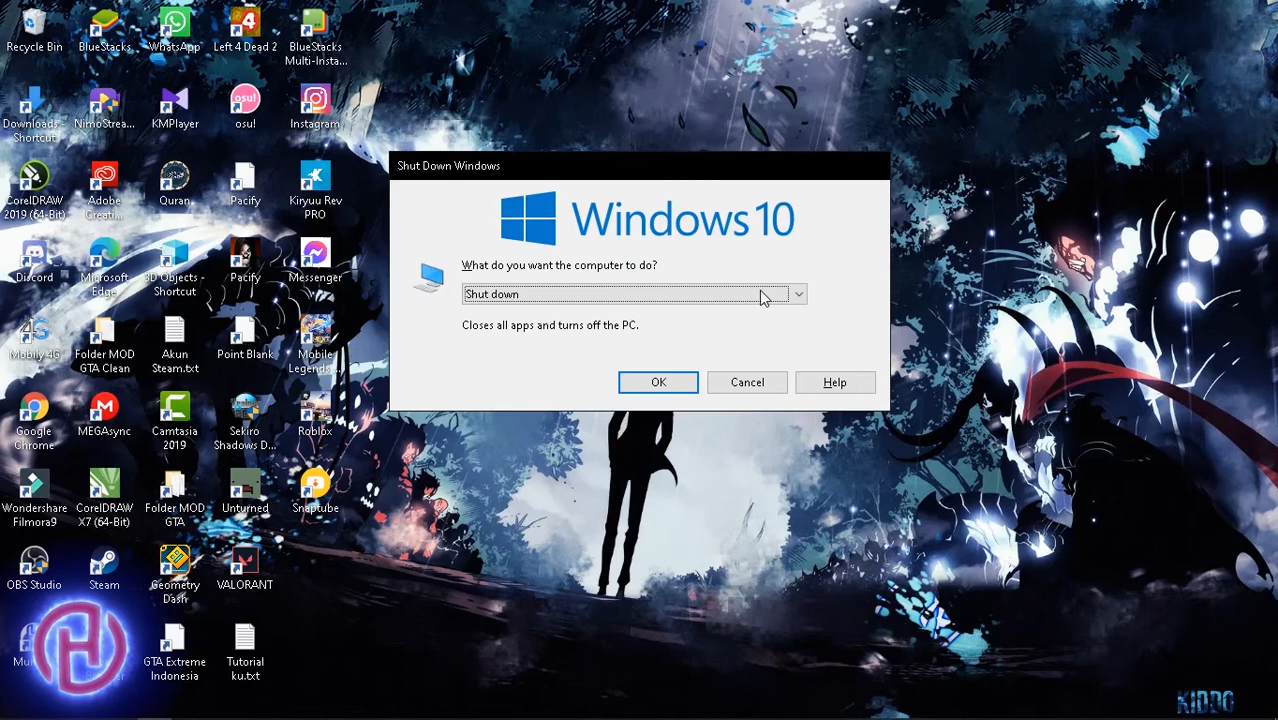 Recycle Bin
BlueStacks
WhatsApp
Left 4 Dead 2
BlueStacks
Multi-Insta...
Downloads -
Shortcut
NimoStrea...
KMPlayer
osu!
osu!
Instagram
CorelDRAW
2019 (64-Bit)
Adobe
Creati...
Quran
Pacify
Kiryuu Rev
PRO
Discord
Microsoft
Edge
3D Objects -
Shortcut
Pacify
Messenger
Mobily 4G
Folder MOD
GTA Clean
Akun
Steam.txt
Point Blank
Mobile
Legends...
Google
Chrome
MEGAsync
Camtasia
2019
Sekiro
Shadows D...
Roblox
Wondershare
Filmora9
CorelDRAW
X7 (64-Bit)
Folder MOD
GTA
Unturned
Snaptube
OBS Studio
Steam
Geometry
Dash
VALORANT
GTA Extreme
Indonesia
Tutorial
ku.txt
Shut Down Windows
Windows 10
What do you want the computer to do?
Shut down
Closes all apps and turns off the PC.
OK
Cancel
Help
KIDDO